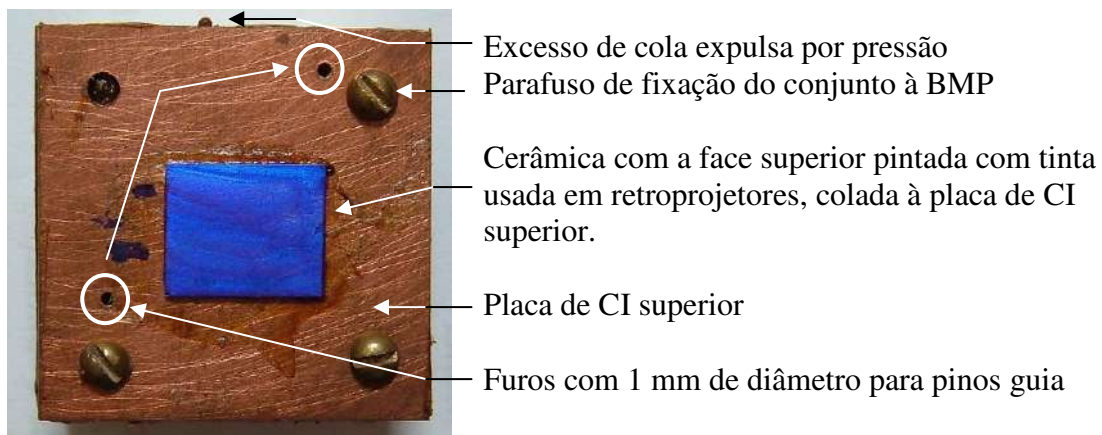 Excesso de cola expulsa por pressão
Parafuso de fixação do conjunto à BMP
Cerâmica com a face superior pintada com tinta
usada em retroprojetores, colada à placa de CI
superior.
Placa de CI superior
Furos com 1 mm de diâmetro para pinos guia